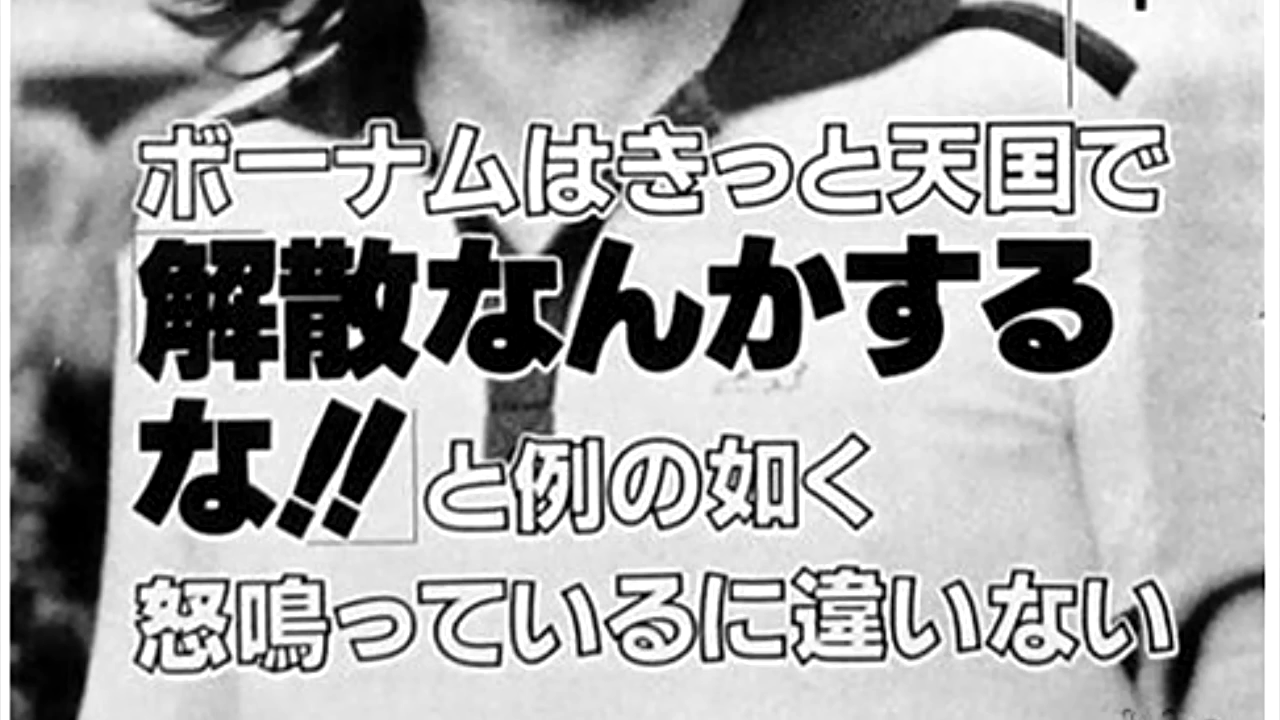 ボーナムはきっと天国で
「解散なんかする
な!!」と例の如く
怒鳴っているに違いない